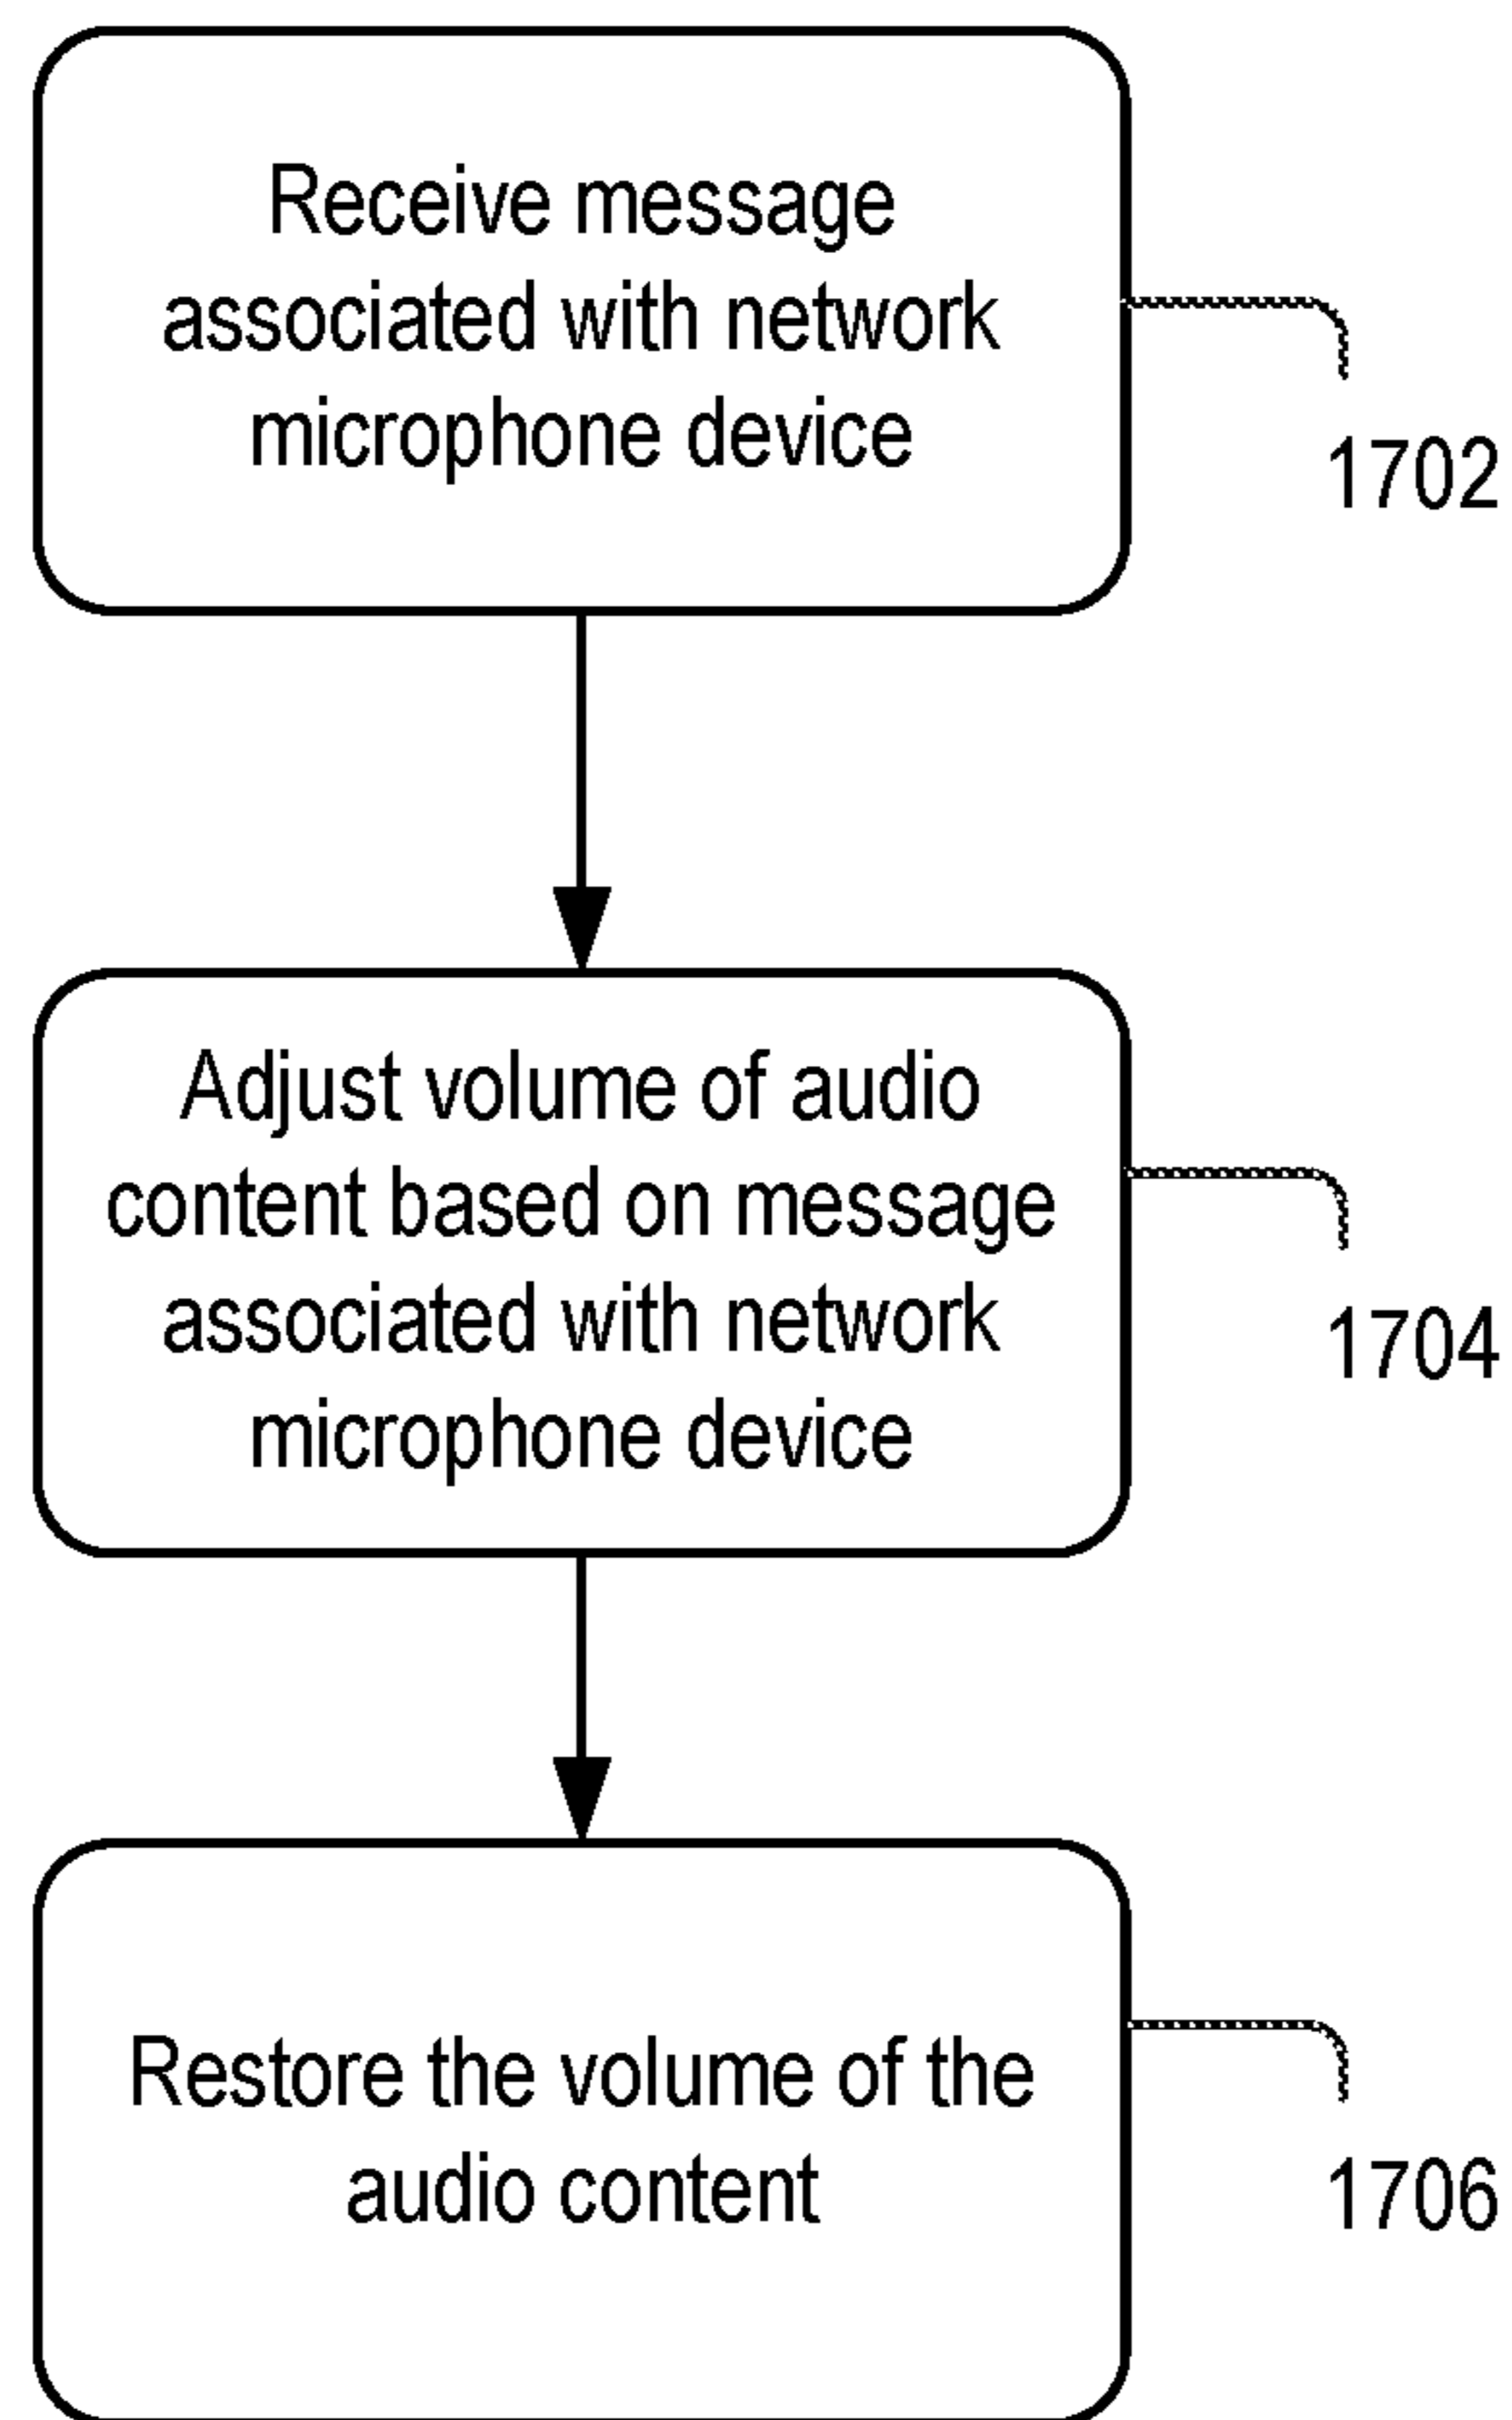 Receive message
associated with network
microphone device
1702
Adjust volume of audio
content based on message
associated with network
microphone device
1704
Restore the volume of the
audio content
1706